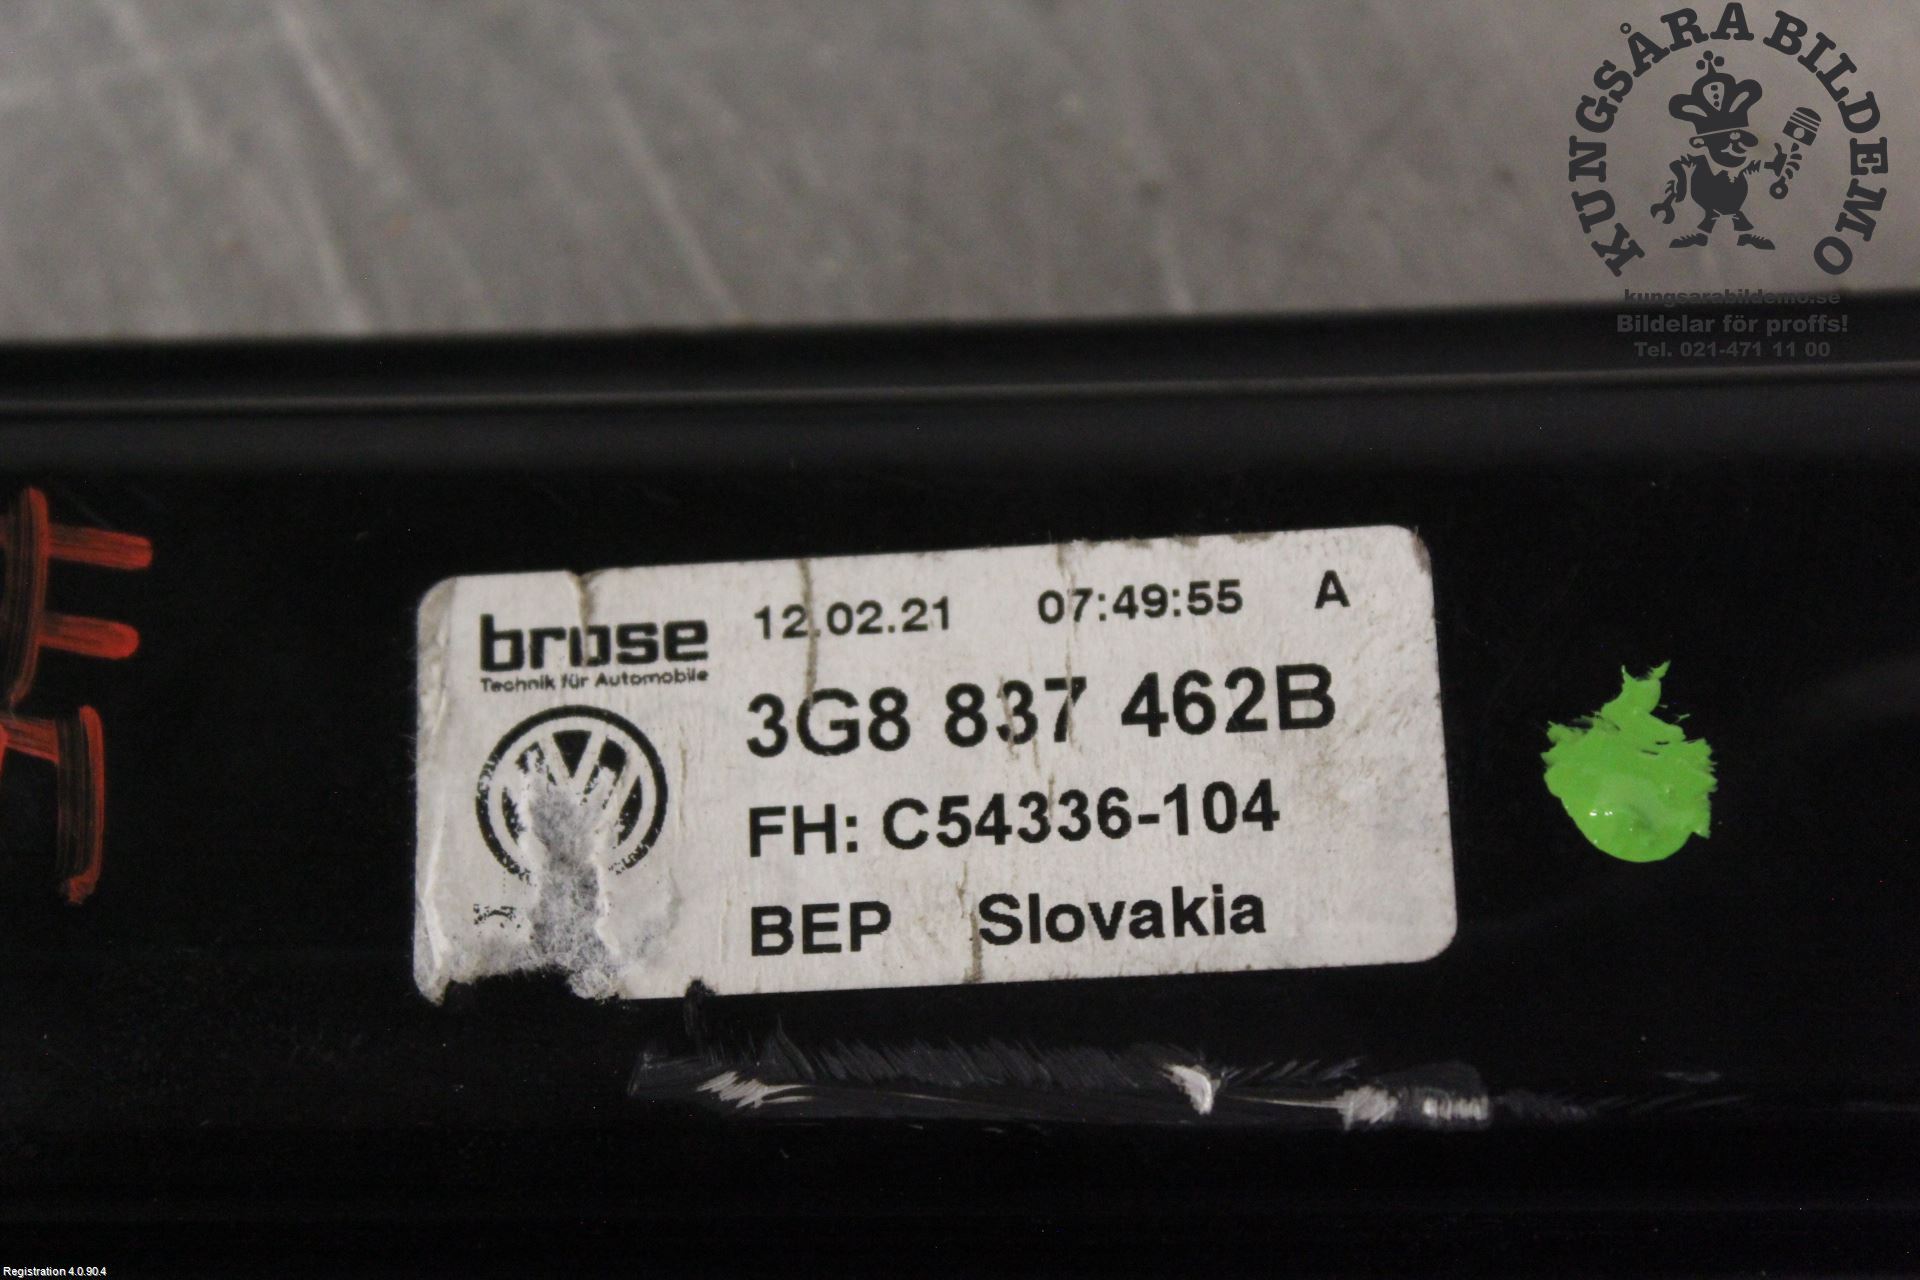 KUNGSÅRA BILDEMO
kungsarabildemo.se
Bildelar för proffs!
Tel. 021-471 11 00
brose 12.02.21 07:49:55 A
Technik für Automobile
3G8 837 462B
FH: C54336-104
BEP Slovakia
Registration 4.0.90.4